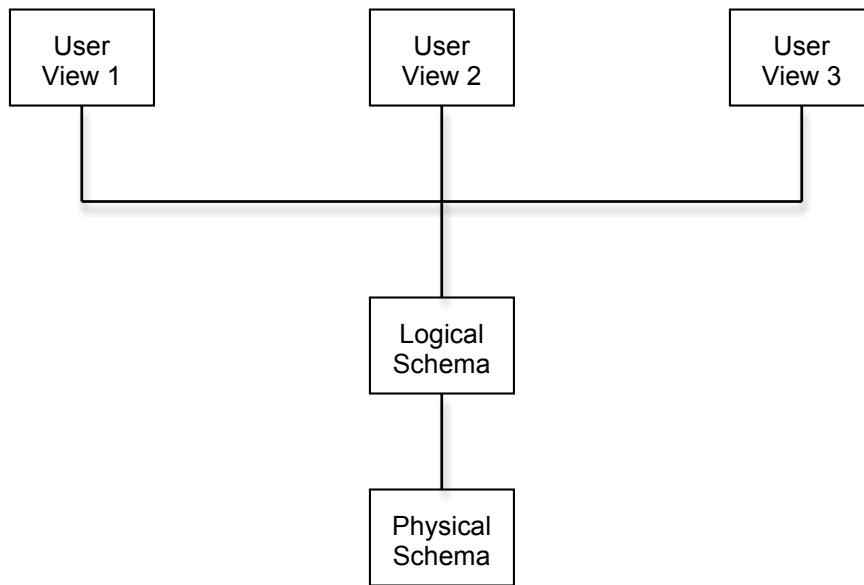 User
View 1
User
View 2
User
View 3
Logical
Schema
Physical
Schema